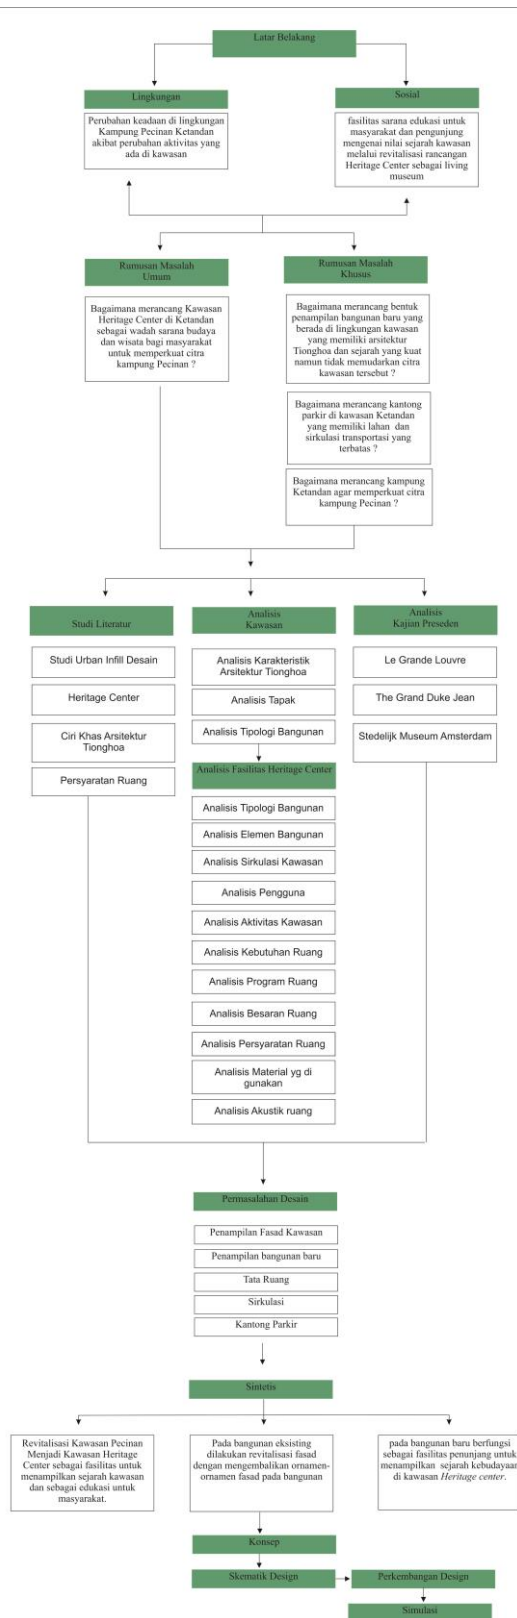 Latar Belakang
Lingkungan
Perubahan keadaan di lingkungan
Kampung Pecinan Ketandan
akibat perubahan aktivitas yang
ada di kawasan
Sosial
fasilitas sarana edukasi untuk
masyarakat dan pengunjung
mengenai nilai sejarah kawasan
melalui revitalisasi rancangan
Heritage Center sebagai living
museum
Rumusan Masalah
Umum
Bagaimana merancang Kawasan
Heritage Center di Ketandan
sebagai wadah sarana budaya
dan wisata bagi masyarakat
untuk memperkuat citra
kampung Pecinan ?
Rumusan Masalah
Khusus
Bagaimana merancang bentuk
penampilan bangunan baru yang
berada di lingkungan kawasan
yang memiliki arsitektur
Tionghoa dan sejarah yang kuat
namun tidak memudarkan citra
kawasan tersebut ?
Bagaimana merancang kantong
parkir di kawasan Ketandan
yang memiliki lahan dan
sirkulasi transportasi yang
terbatas ?
Bagaimana merancang kampung
Ketandan agar memperkuat citra
kampung Pecinan ?
Studi Literatur
Studi Urban Infill Desain
Heritage Center
Ciri Khas Arsitektur
Tionghoa
Persyaratan Ruang
Analisis
Kawasan
Analisis Karakteristik
Arsitektur Tionghoa
Analisis Tapak
Analisis Tipologi Bangunan
Analisis Fasilitas Heritage Center
Analisis Tipologi Bangunan
Analisis Elemen Bangunan
Analisis Sirkulasi Kawasan
Analisis Pengguna
Analisis Aktivitas Kawasan
Analisis Kebutuhan Ruang
Analisis Program Ruang
Analisis Besaran Ruang
Analisis Persyaratan Ruang
Analisis Material yg di
gunakan
Analisis Akustik ruang
Analisis
Kajian Preseden
Le Grande Louvre
The Grand Duke Jean
Stedelijk Museum Amsterdam
Permasalahan Desain
Penampilan Fasad Kawasan
Penampilan bangunan baru
Tata Ruang
Sirkulasi
Kantong Parkir
Sintetis
Revitalisasi Kawasan Pecinan
Menjadi Kawasan Heritage
Center sebagai fasilitas untuk
menampilkan sejarah kawasan
dan sebagai edukasi untuk
masyarakat.
Pada bangunan eksisting
dilakukan revitalisasi fasad
dengan mengembalikan ornamen-
ornamen fasad pada bangunan
pada bangunan baru berfungsi
sebagai fasilitas penunjang untuk
menampilkan sejarah kebudayaan
di kawasan Heritage center.
Konsep
Skematik Design
Perkembangan Design
Simulasi